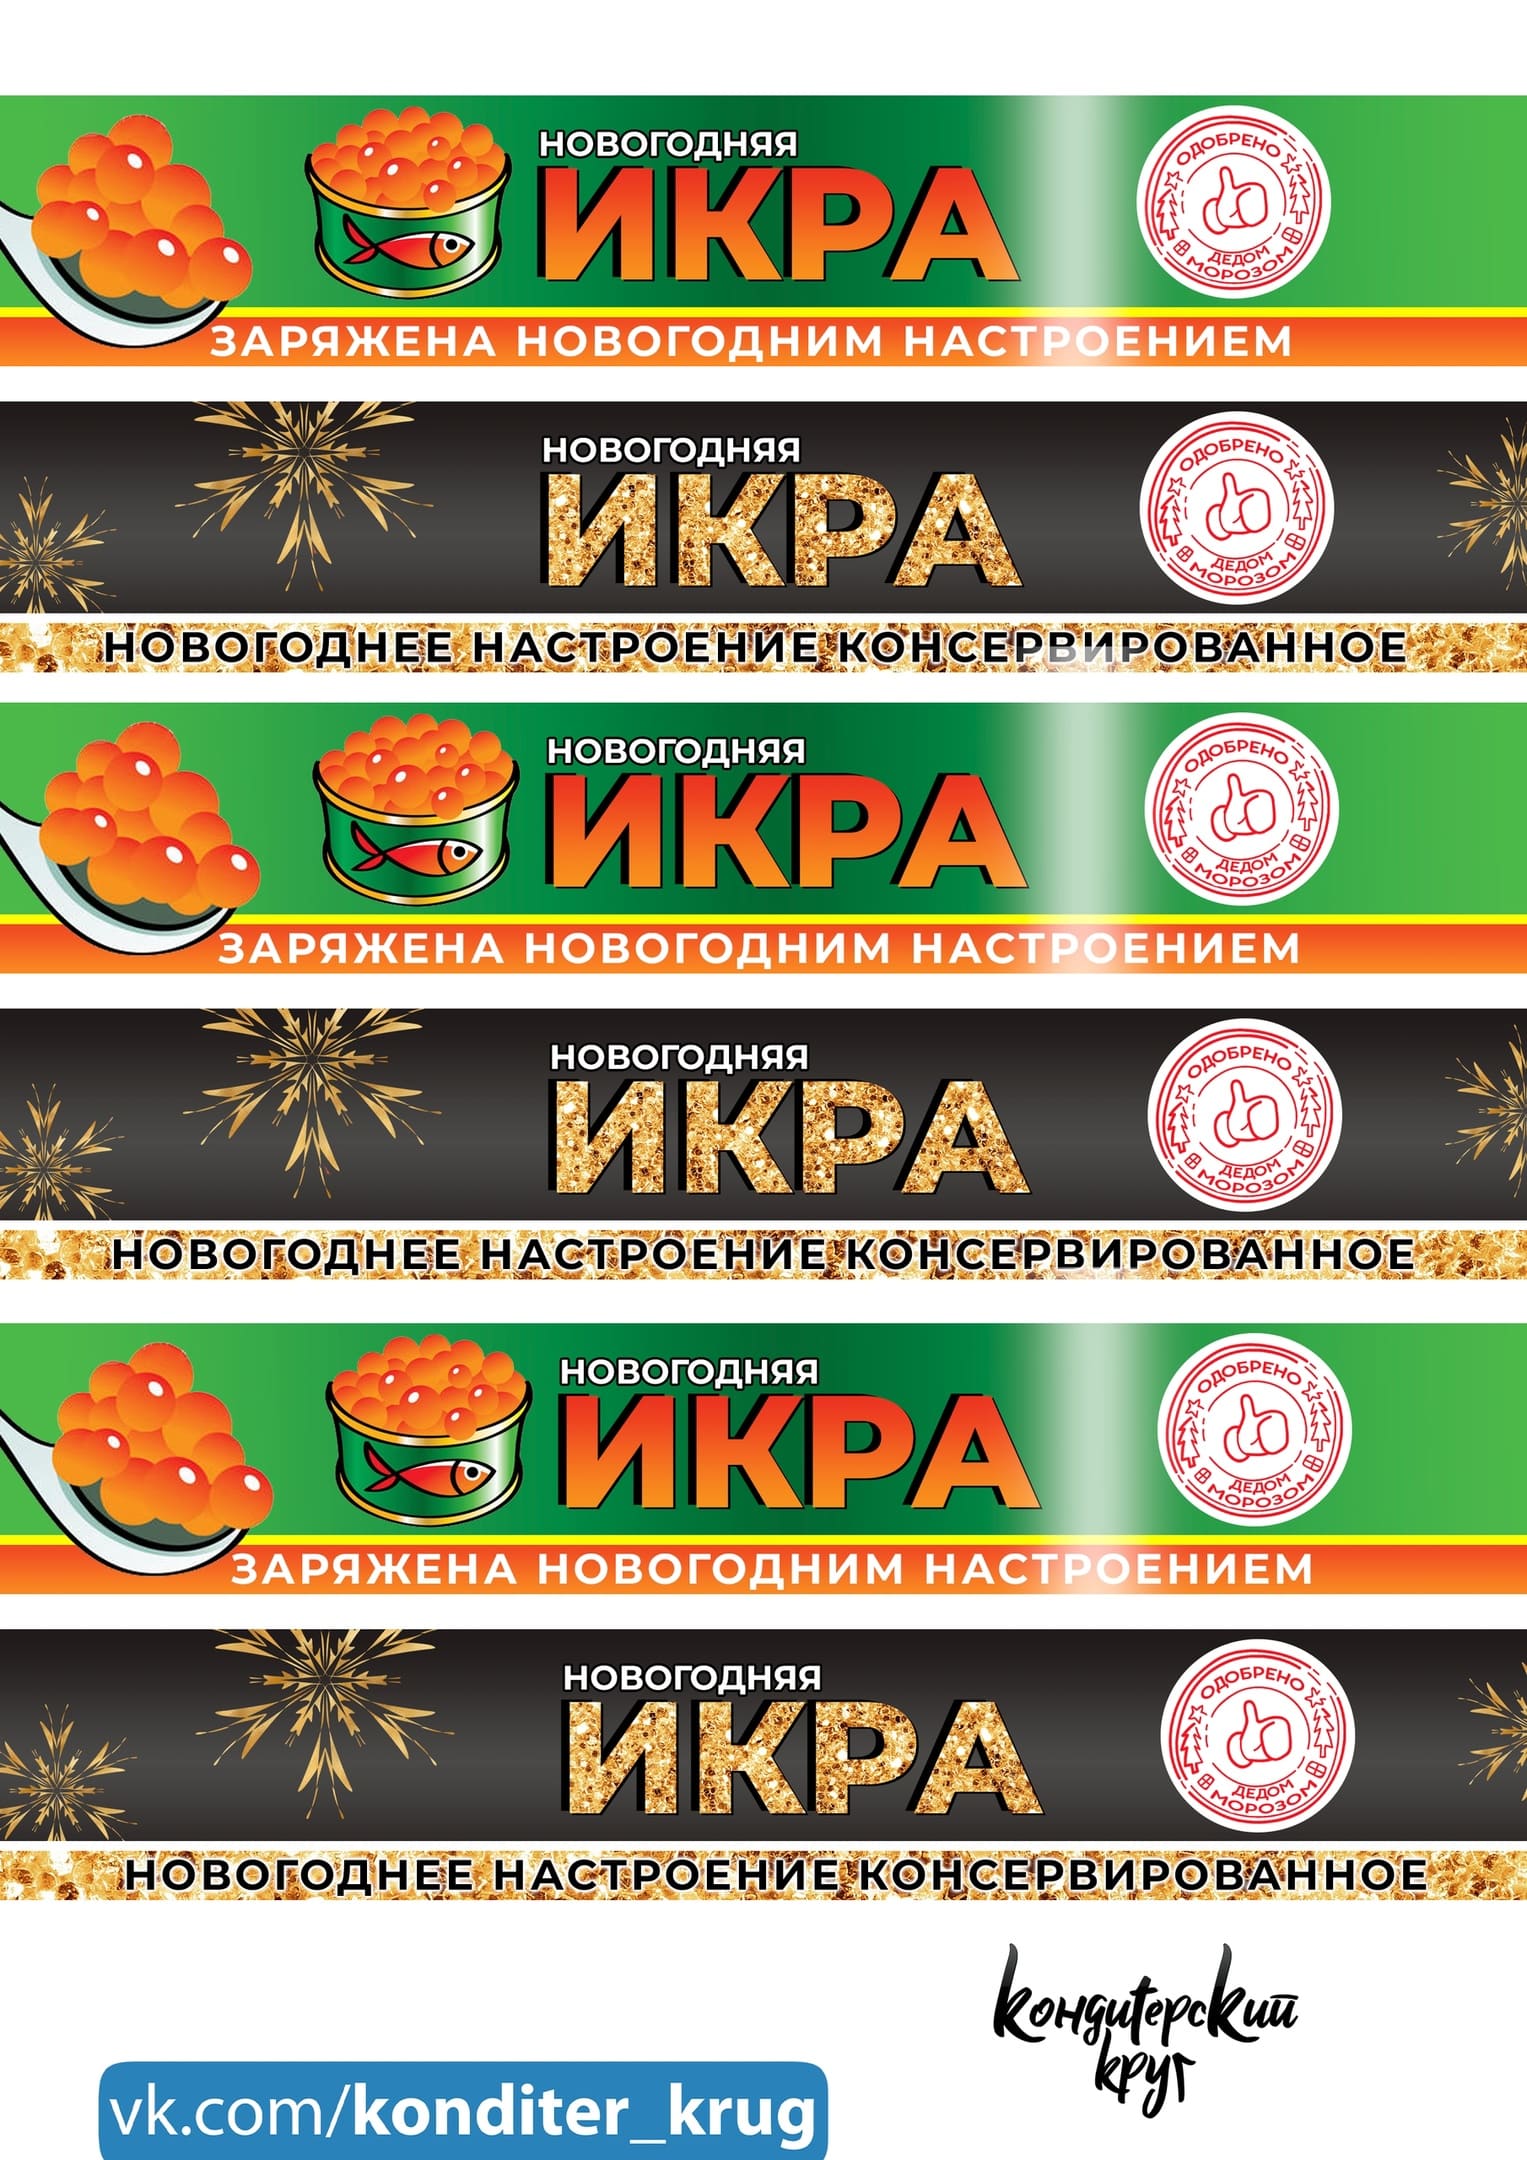 НОВОГОДНЯЯ
ИКРА
ОДОБРЕНО
ДЕДОМ
МОРОЗОМ
ЗАРЯЖЕНА НОВОГОДНИМ НАСТРОЕНИЕМ
НОВОГОДНЯЯ
ИКРА
ОДОБРЕНО
ДЕДОМ
МОРОЗОМ
НОВОГОДНЕЕ НАСТРОЕНИЕ КОНСЕРВИРОВАННОЕ
НОВОГОДНЯЯ
ИКРА
ОДОБРЕНО
ДЕДОМ
МОРОЗОМ
ЗАРЯЖЕНА НОВОГОДНИМ НАСТРОЕНИЕМ
НОВОГОДНЯЯ
ИКРА
ОДОБРЕНО
ДЕДОМ
МОРОЗОМ
НОВОГОДНЕЕ НАСТРОЕНИЕ КОНСЕРВИРОВАННОЕ
НОВОГОДНЯЯ
ИКРА
ОДОБРЕНО
ДЕДОМ
МОРОЗОМ
ЗАРЯЖЕНА НОВОГОДНИМ НАСТРОЕНИЕМ
НОВОГОДНЯЯ
ИКРА
ОДОБРЕНО
ДЕДОМ
МОРОЗОМ
НОВОГОДНЕЕ НАСТРОЕНИЕ КОНСЕРВИРОВАННОЕ
кондитерский
круг
vk.com/konditer_krug